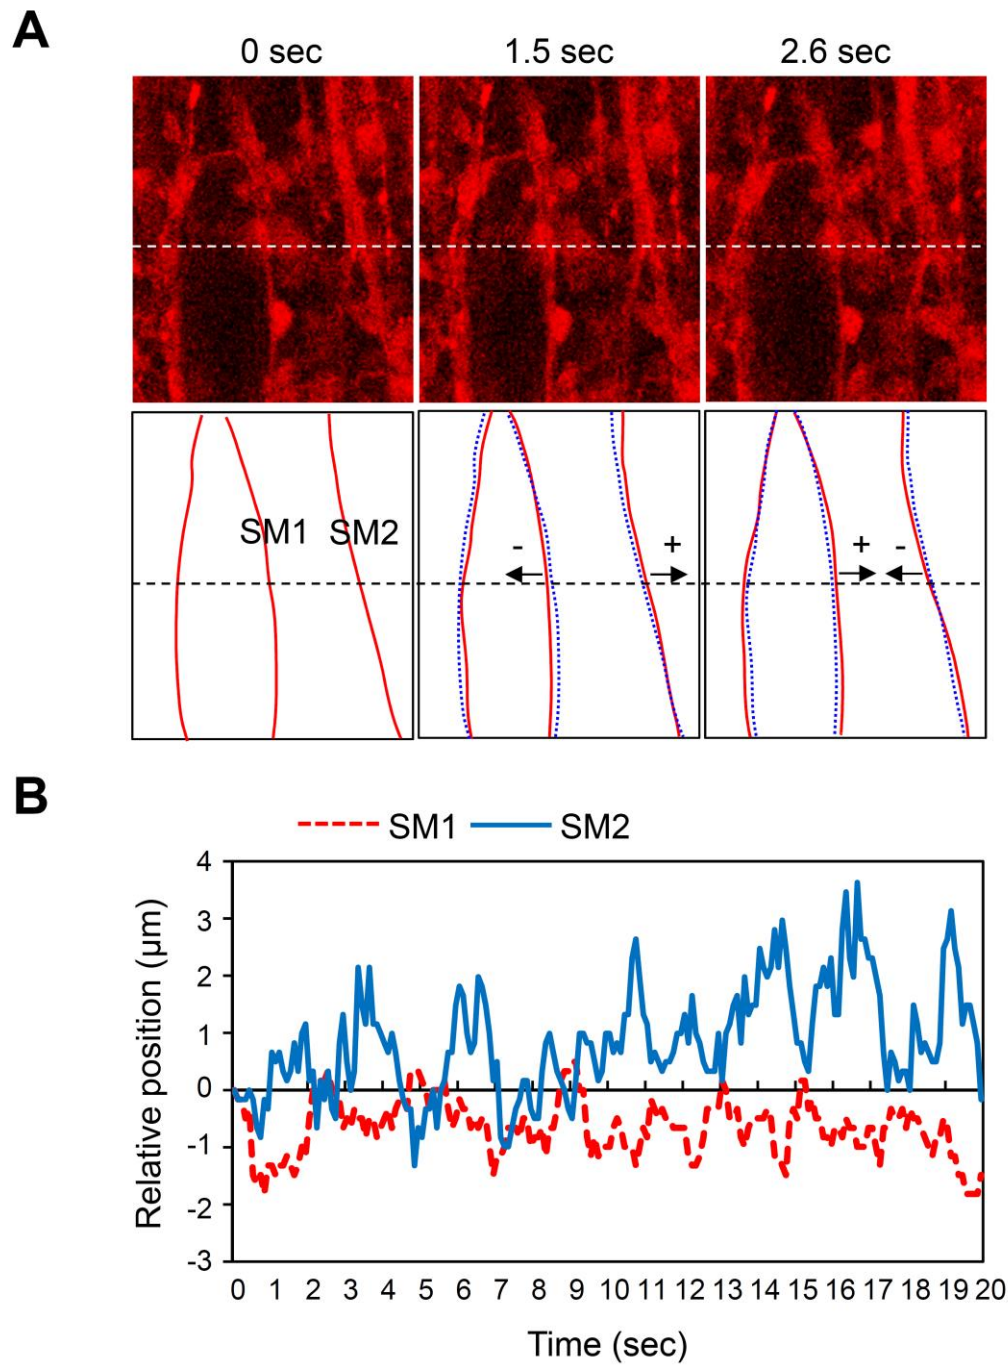 A
0 sec 1.5 sec 2.6 sec
SM1 SM2
- +
+ -
B
SM1 SM2
Relative position (μm)
4
3
2
1
0
-1
-2
-3
0 1 2 3 4 5 6 7 8 9 10 11 12 13 14 15 16 17 18 19 20
Time (sec)